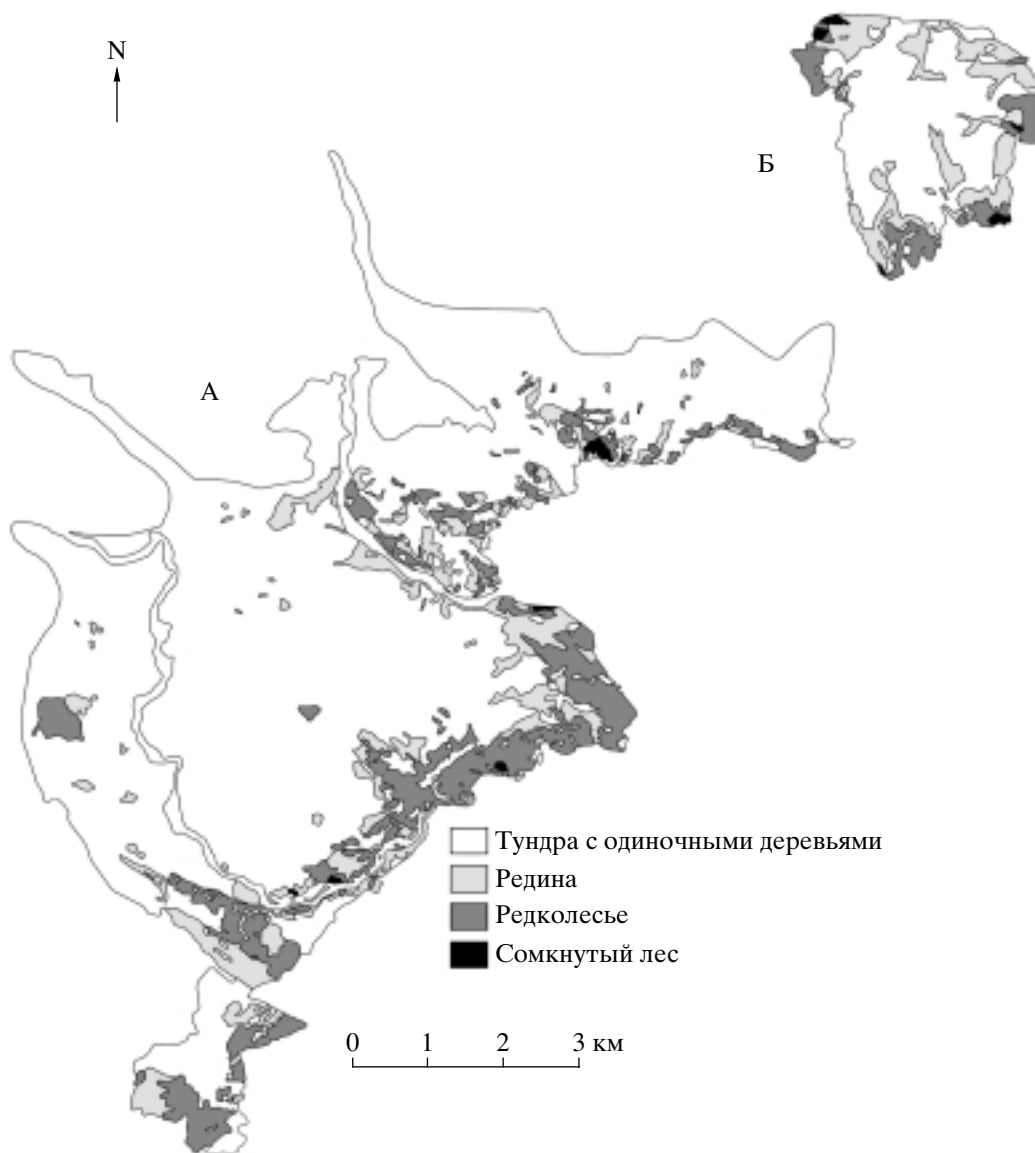 N
Б
А
Тундра с одиночными деревьями
Редина
Редколесье
Сомкнутый лес
0 1 2 3 км